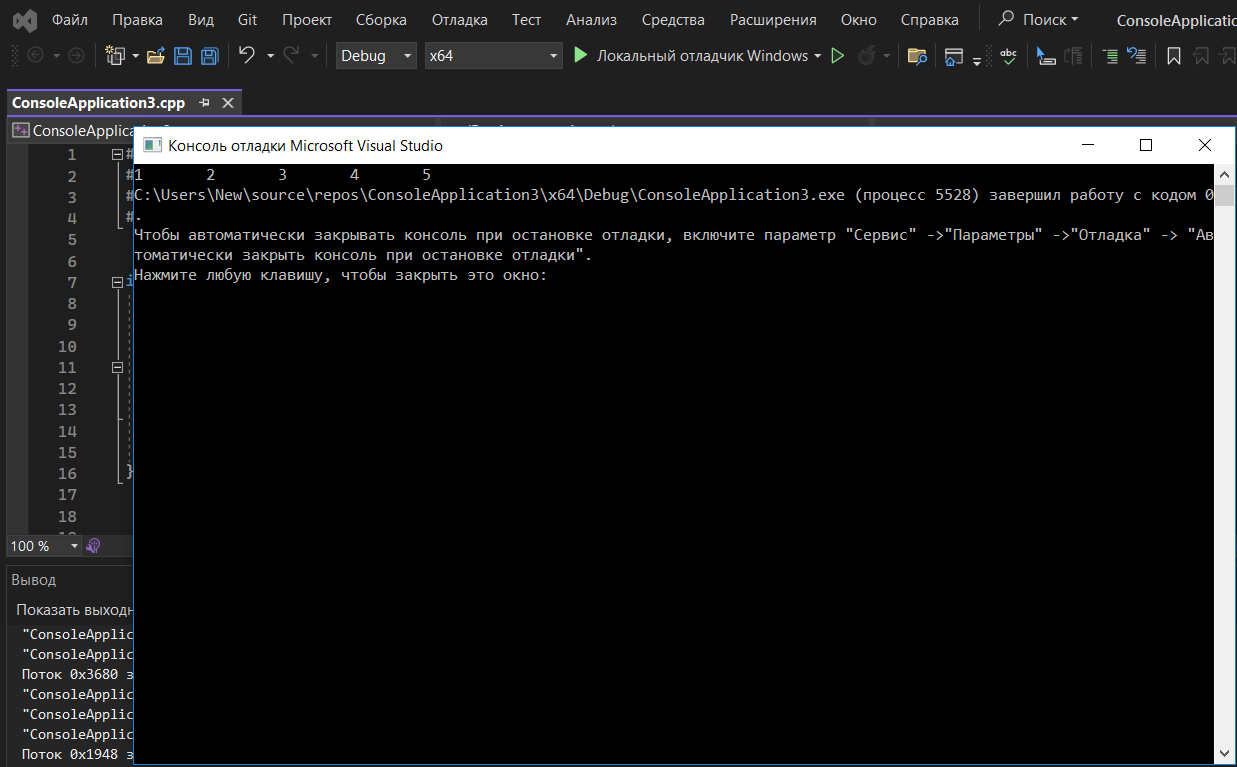 Файл Правка Вид Git Проект Сборка Отладка Тест Анализ Средства Расширения Окно Справка Поиск ConsoleApplicatio
Debug x64 Локальный отладчик Windows abc
ConsoleApplication3.cpp
ConsoleApplica
Консоль отладки Microsoft Visual Studio
1 #
2 #
3 #
4 #
5
6
7 i
8
9
10
11
12
13
14
15
16 }
17
18
1 2 3 4 5
C:\Users\New\source\repos\ConsoleApplication3\x64\Debug\ConsoleApplication3.exe (процесс 5528) завершил работу с кодом 0
.
Чтобы автоматически закрывать консоль при остановке отладки, включите параметр "Сервис" ->"Параметры" ->"Отладка" -> "Ав
томатически закрыть консоль при остановке отладки".
Нажмите любую клавишу, чтобы закрыть это окно:
100 %
Вывод
Показать выходн
"ConsoleApplic
"ConsoleApplic
Поток 0x3680 з
"ConsoleApplic
"ConsoleApplic
"ConsoleApplic
Поток 0x1948 з